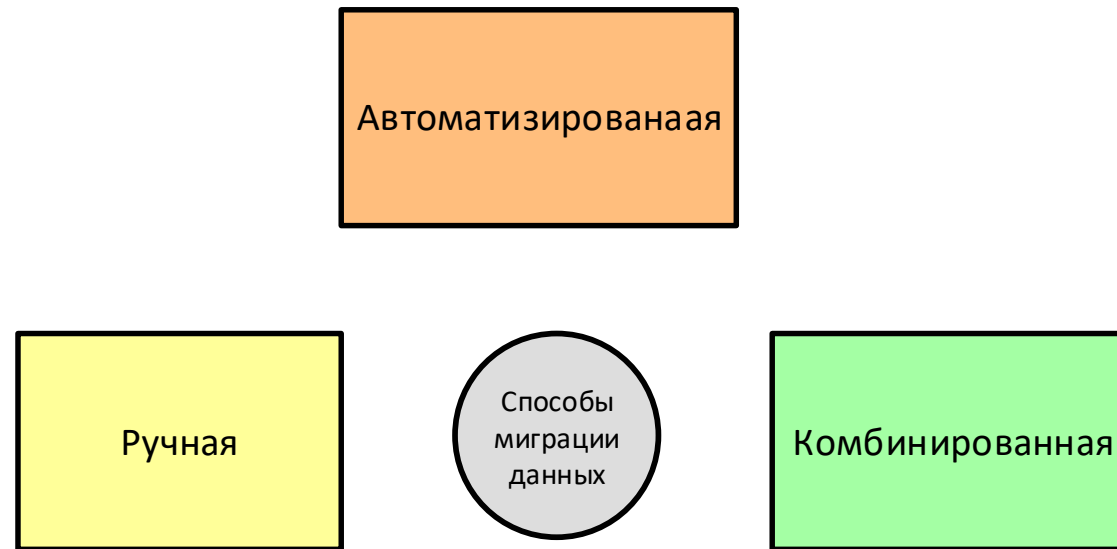 Автоматизированаая
Ручная
Способы
миграции
данных
Комбинированная